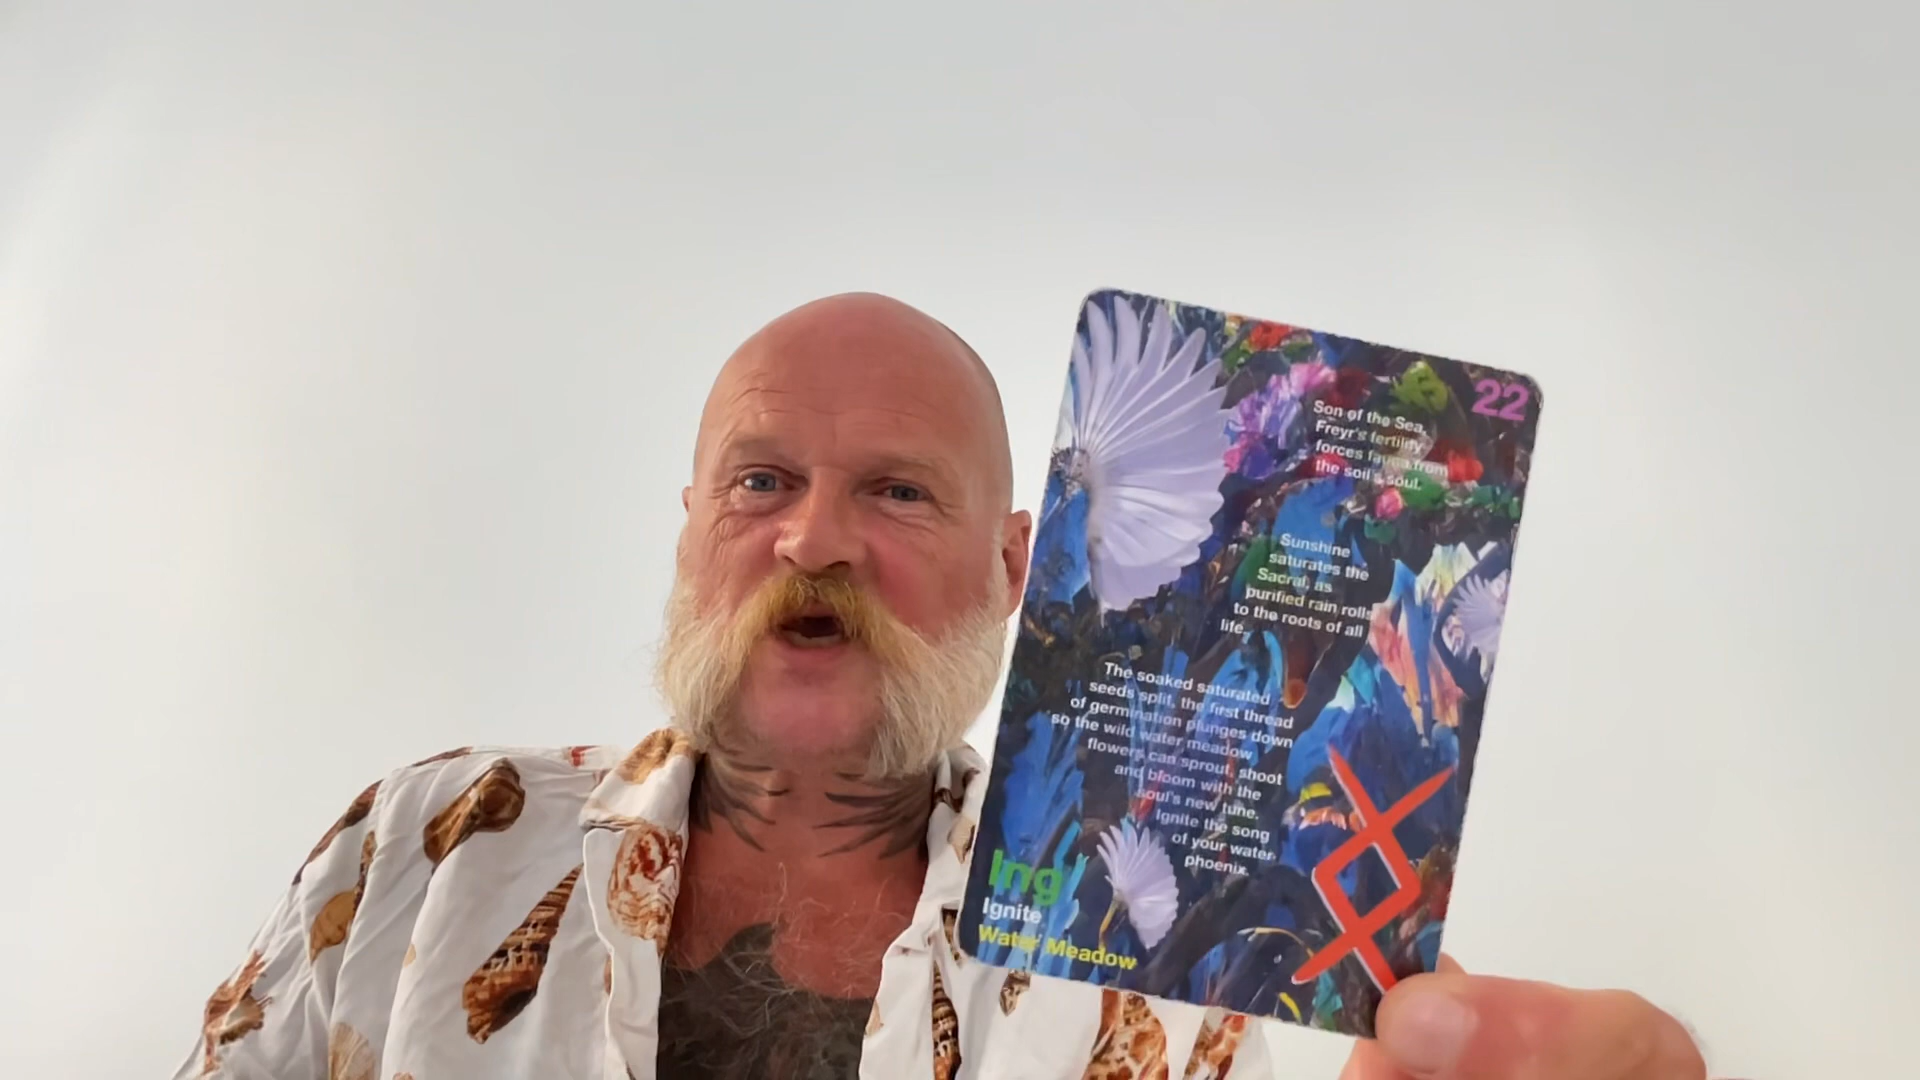 22
Son of the Sea,
Freyr's fertility
forces fauna from
the soil's soul.
Sunshine
saturates the
Sacral, as
purified rain rolls
to the roots of all
life.
The soaked saturated
seeds split, the first thread
of germination plunges down
so the wild water meadow
flowers can sprout, shoot
and bloom with the
soul's new tune.
Ignite the song
of your water-
phoenix.
Ing
Ignite
Water Meadow